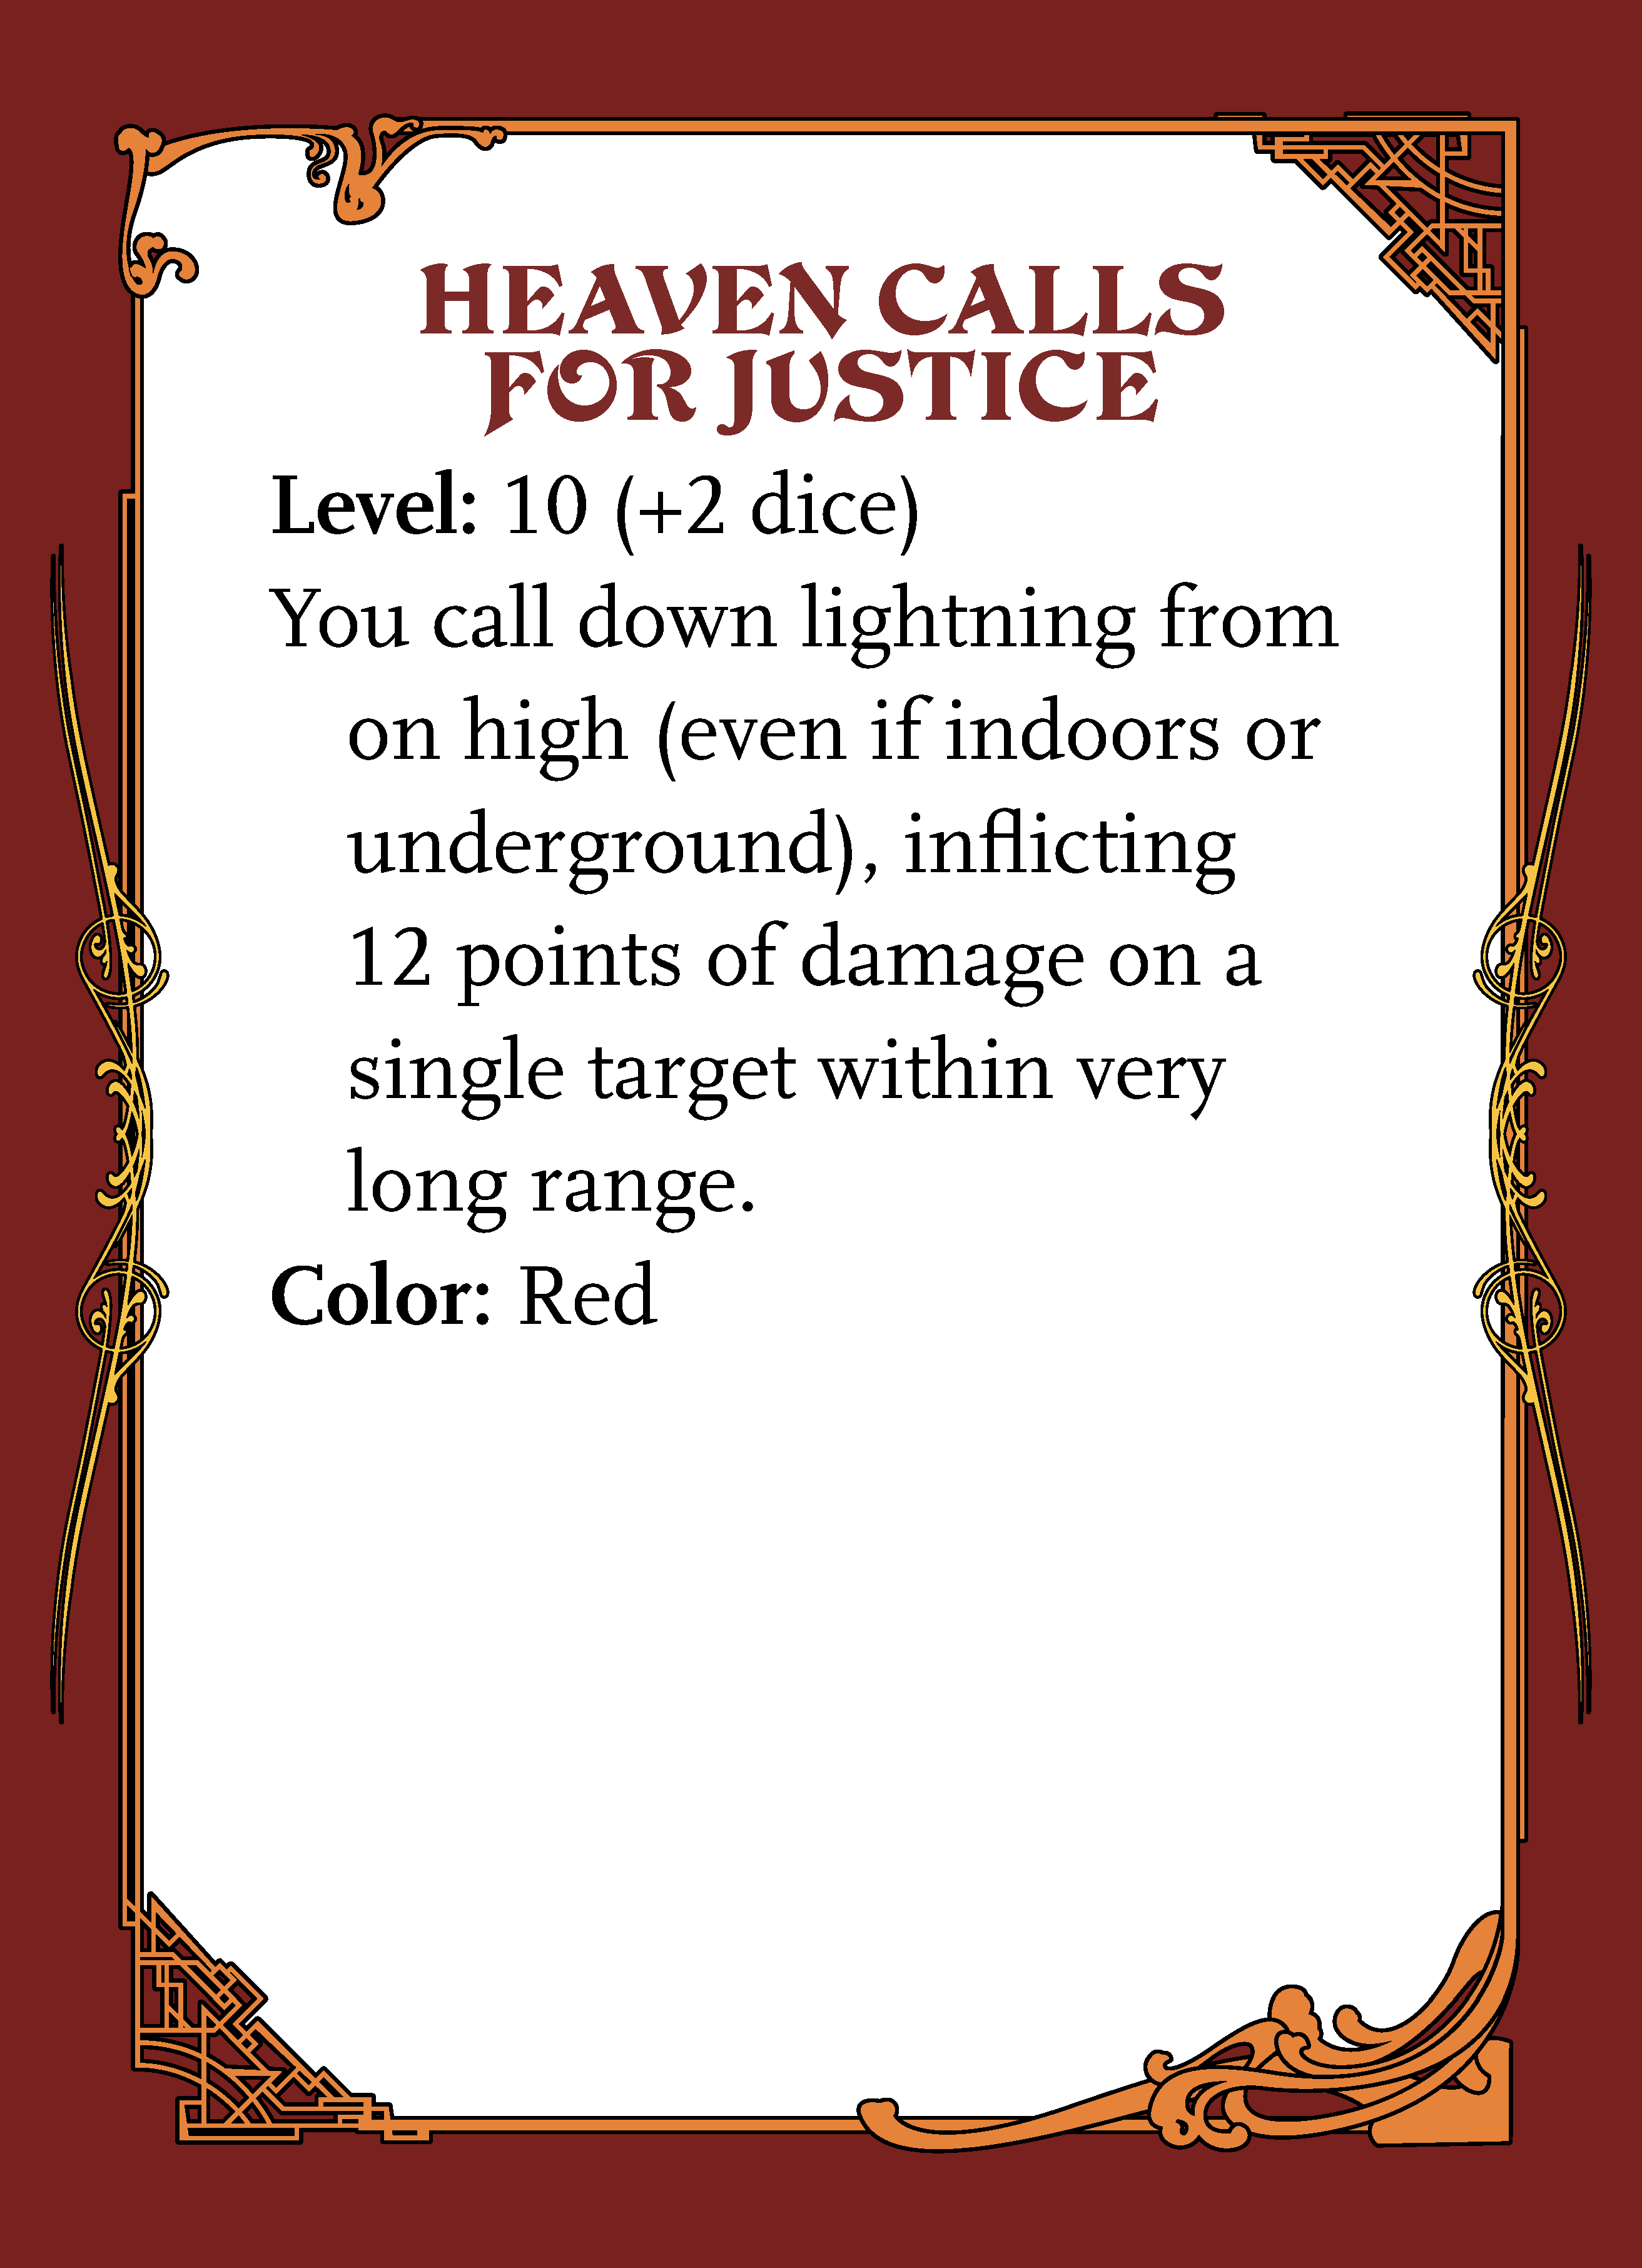 HEAVEN CALLS
FOR JUSTICE
Level: 10 (+2 dice)
You call down lightning from
on high (even if indoors or
underground), inflicting
12 points of damage on a
single target within very
long range.
Color: Red